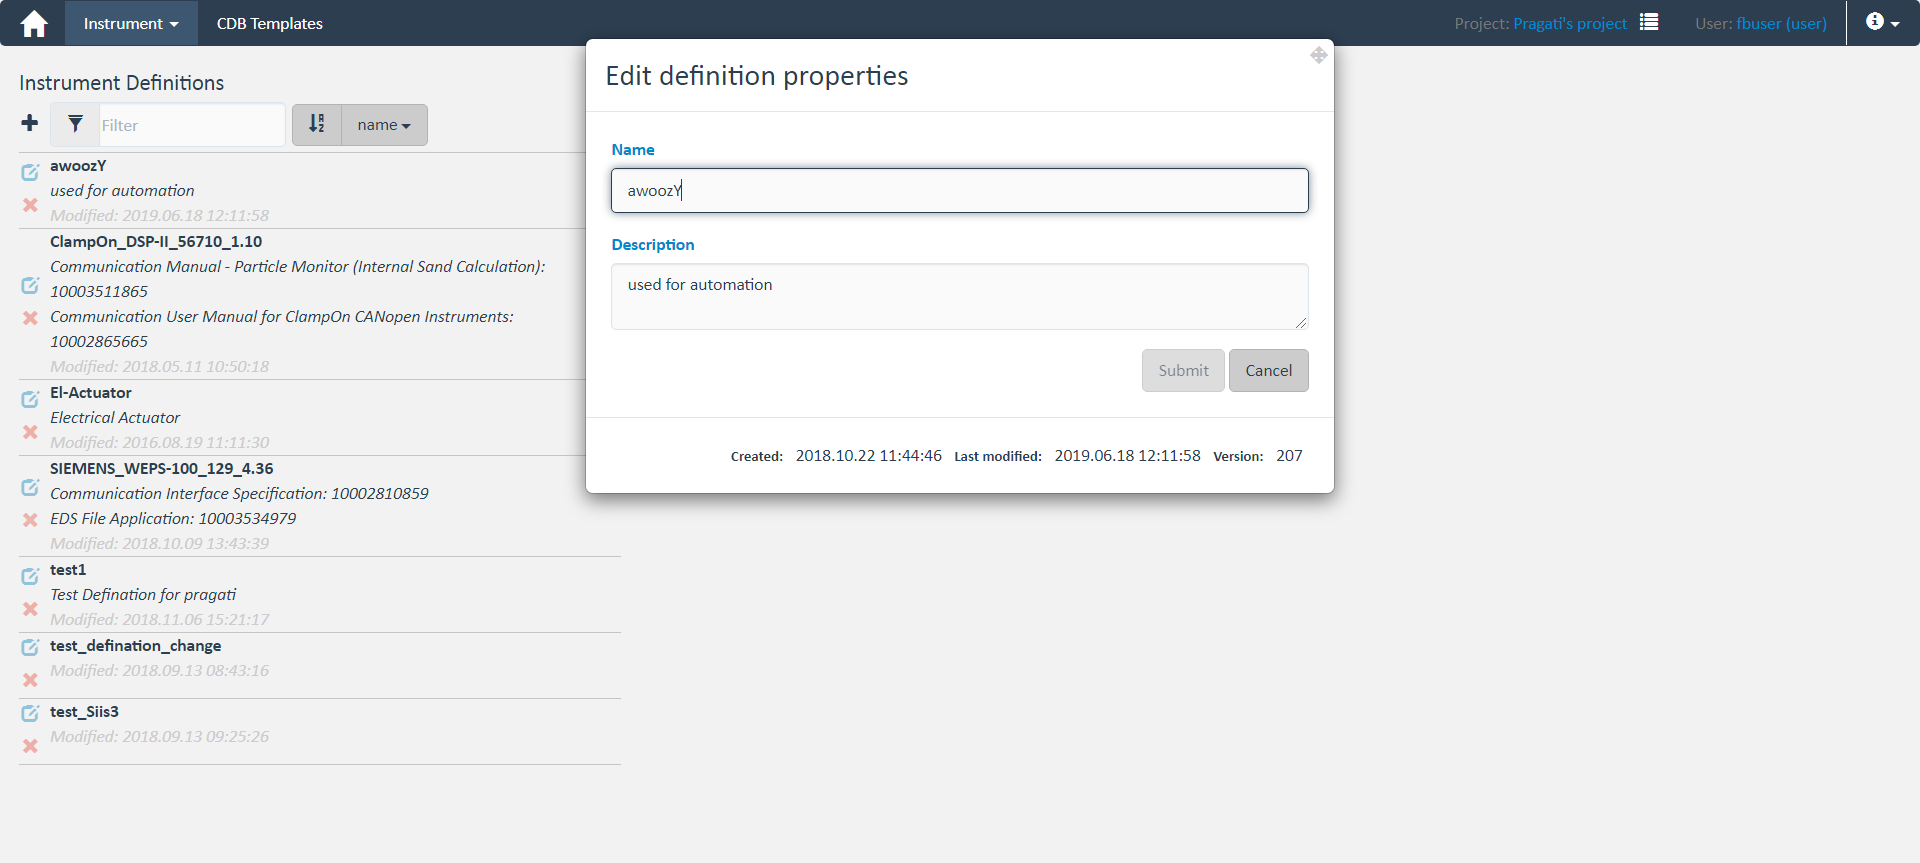 Instrument
CDB Templates
Project: Pragati's project
User: fbuser (user)
Instrument Definitions
Filter
name
awoozY
used for automation
Modified: 2019.06.18 12:11:58
ClampOn_DSP-II_56710_1.10
Communication Manual - Particle Monitor (Internal Sand Calculation):
10003511865
Communication User Manual for ClampOn CANopen Instruments:
10002865665
Modified: 2018.05.11 10:50:18
El-Actuator
Electrical Actuator
Modified: 2016.08.19 11:11:30
SIEMENS_WEPS-100_129_4.36
Communication Interface Specification: 10002810859
EDS File Application: 10003534979
Modified: 2018.10.09 13:43:39
test1
Test Defination for pragati
Modified: 2018.11.06 15:21:17
test_defination_change
Modified: 2018.09.13 08:43:16
test_Siis3
Modified: 2018.09.13 09:25:26
Edit definition properties
Name
awoozY
Description
used for automation
Submit
Cancel
Created: 2018.10.22 11:44:46 Last modified: 2019.06.18 12:11:58 Version: 207